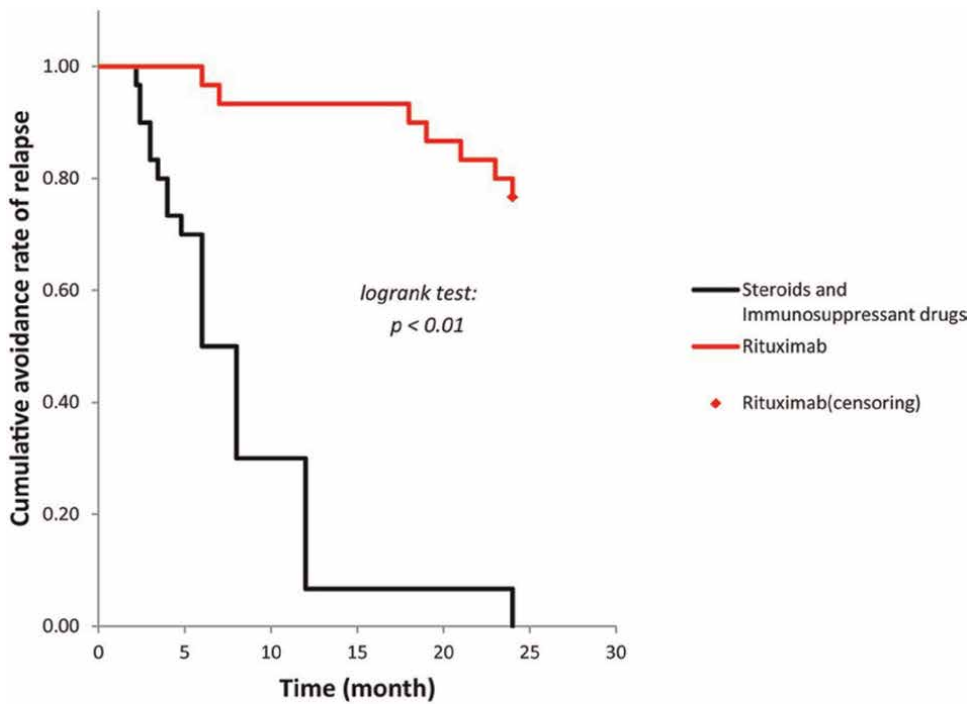 Cumulative avoidance rate of relapse
1.00
0.80
0.60
0.40
0.20
0.00
0
5
10
15
20
25
30
Time (month)
logrank test:
p < 0.01
Steroids and
Immunosuppressant drugs
Rituximab
Rituximab(censoring)